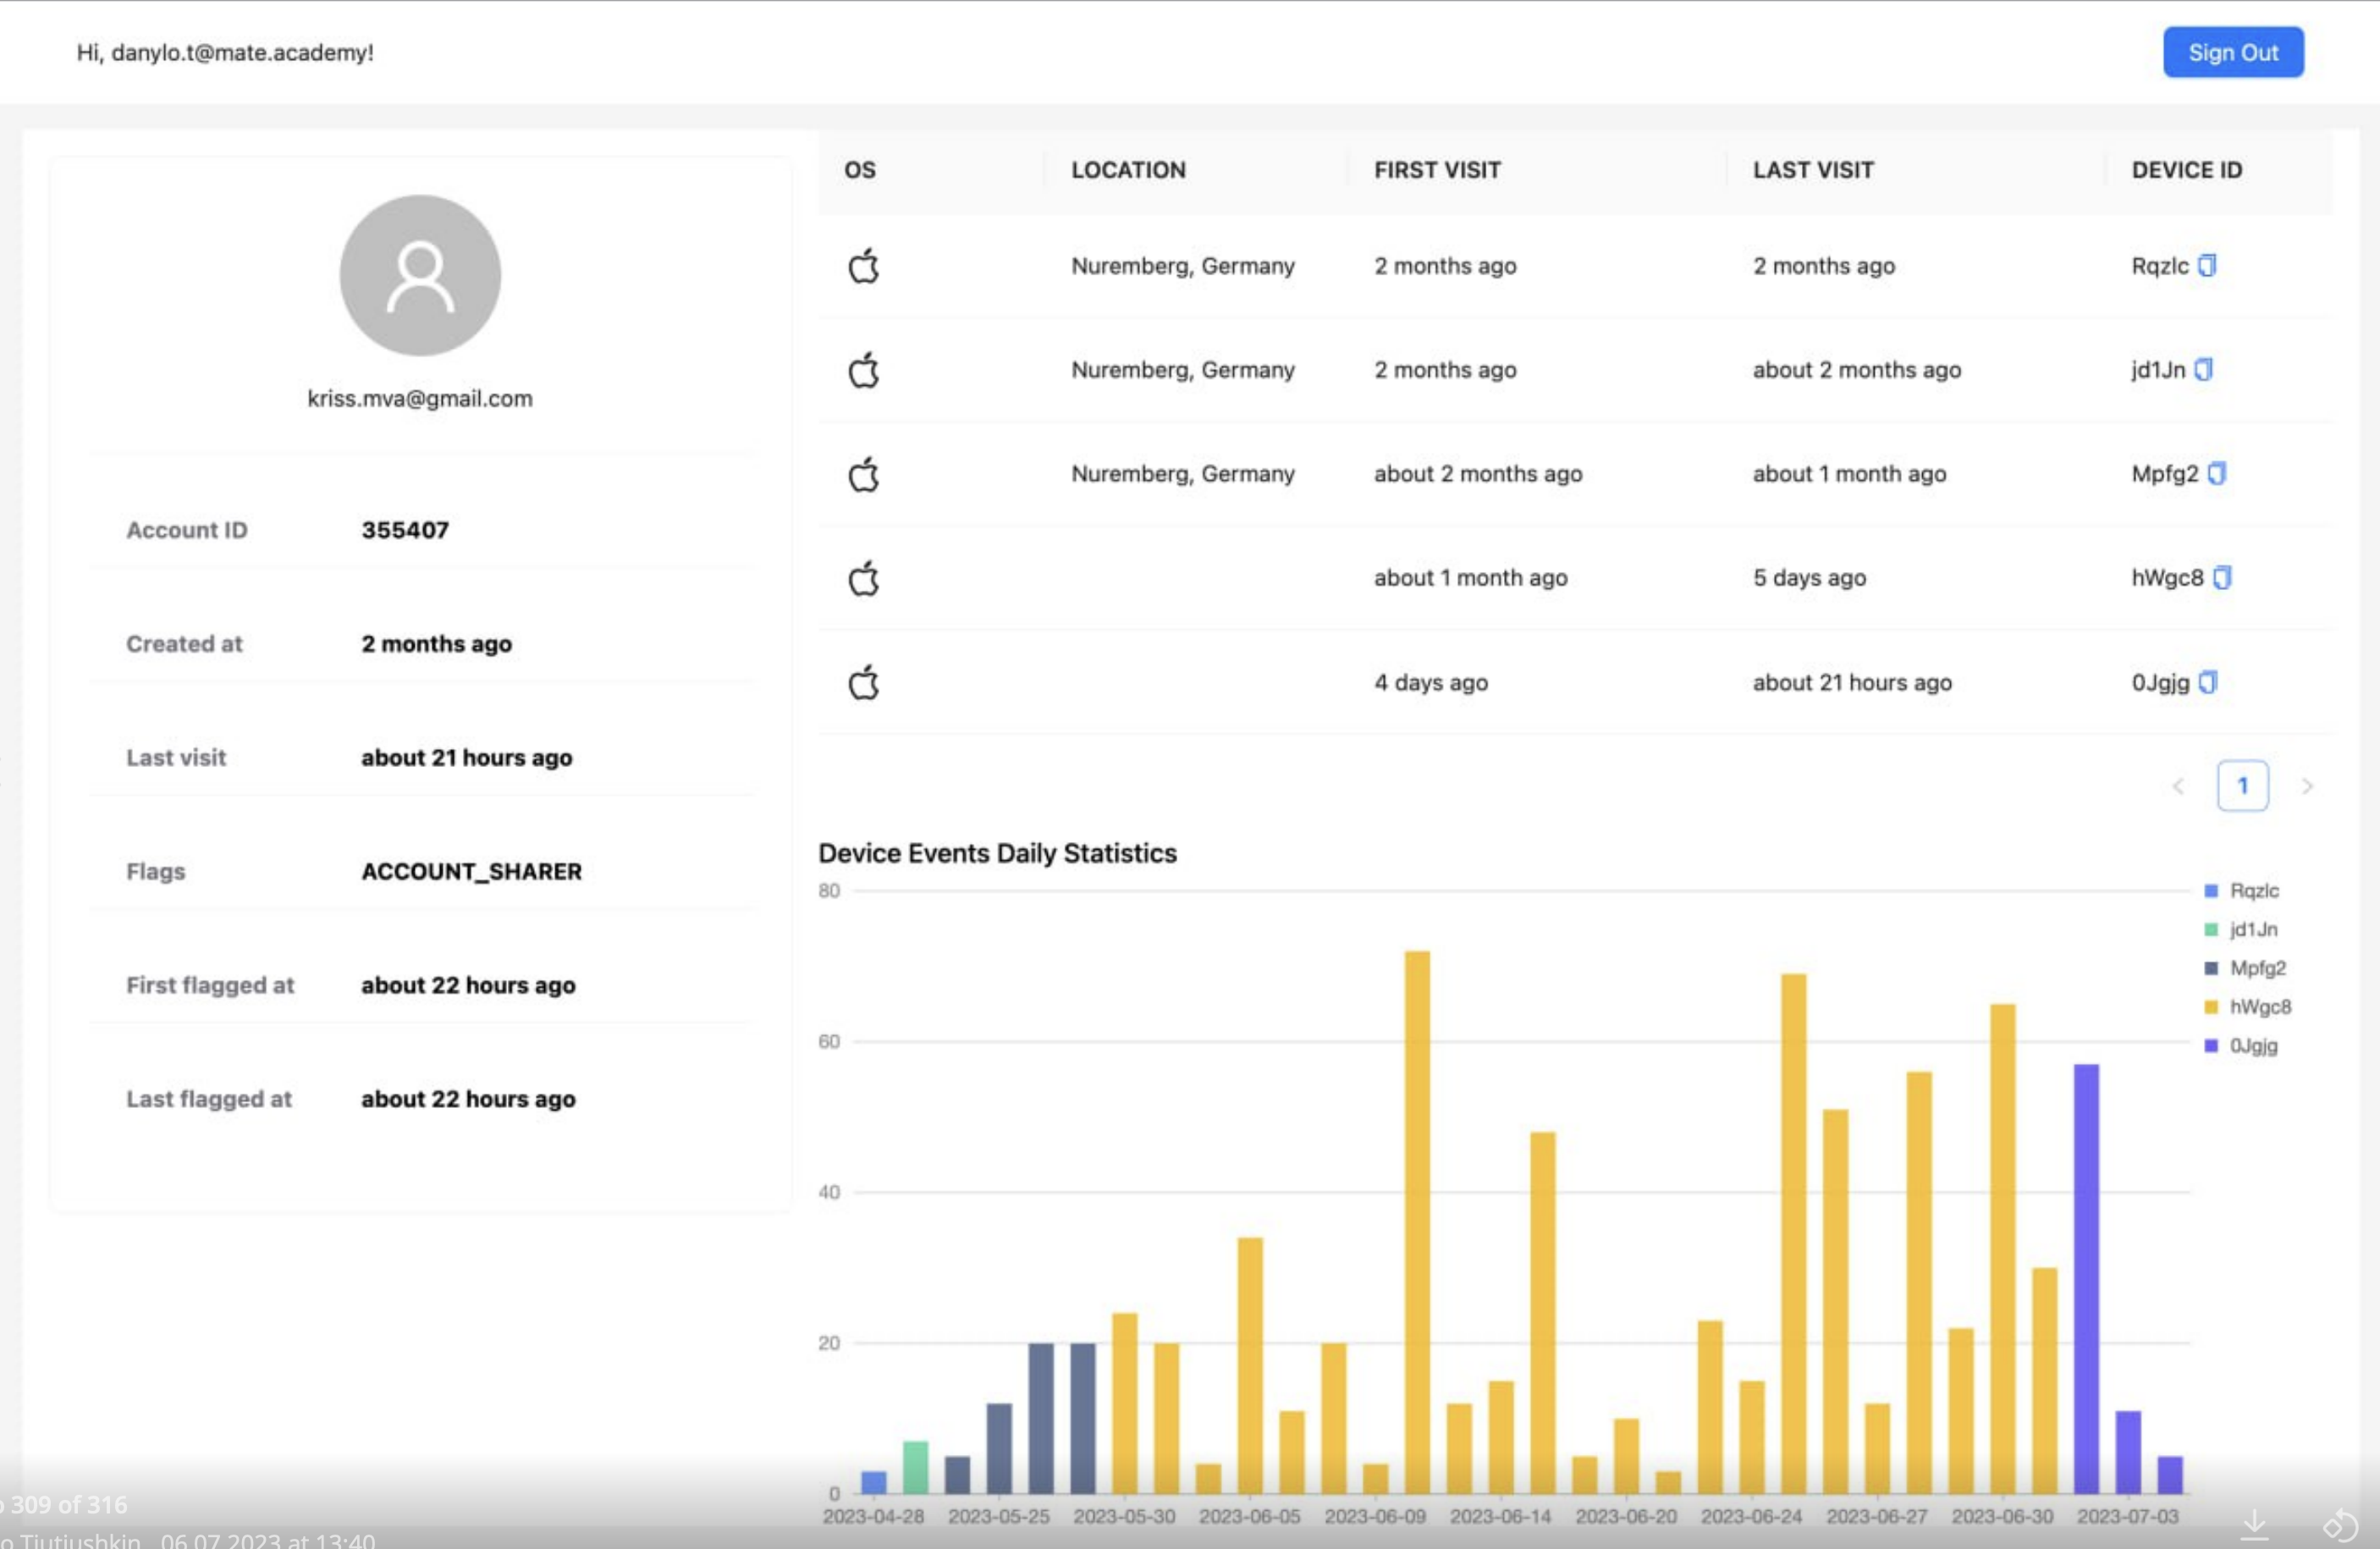 Hi, danylo.t@mate.academy!
Sign Out
kriss.mva@gmail.com
Account ID 355407
Created at 2 months ago
Last visit about 21 hours ago
Flags ACCOUNT_SHARER
First flagged at about 22 hours ago
Last flagged at about 22 hours ago
OS LOCATION FIRST VISIT LAST VISIT DEVICE ID
Nuremberg, Germany 2 months ago 2 months ago Rqzlc
Nuremberg, Germany 2 months ago about 2 months ago jd1Jn
Nuremberg, Germany about 2 months ago about 1 month ago Mpfg2
about 1 month ago 5 days ago hWgc8
4 days ago about 21 hours ago 0Jgjg
< 1 >
Device Events Daily Statistics
80
60
40
20
0
Rqzlc
jd1Jn
Mpfg2
hWgc8
0Jgjg
2023-04-28 2023-05-25 2023-05-30 2023-06-05 2023-06-09 2023-06-14 2023-06-20 2023-06-24 2023-06-27 2023-06-30 2023-07-03
o 309 of 316
o Tiutiushkin 06.07.2023 at 13:40